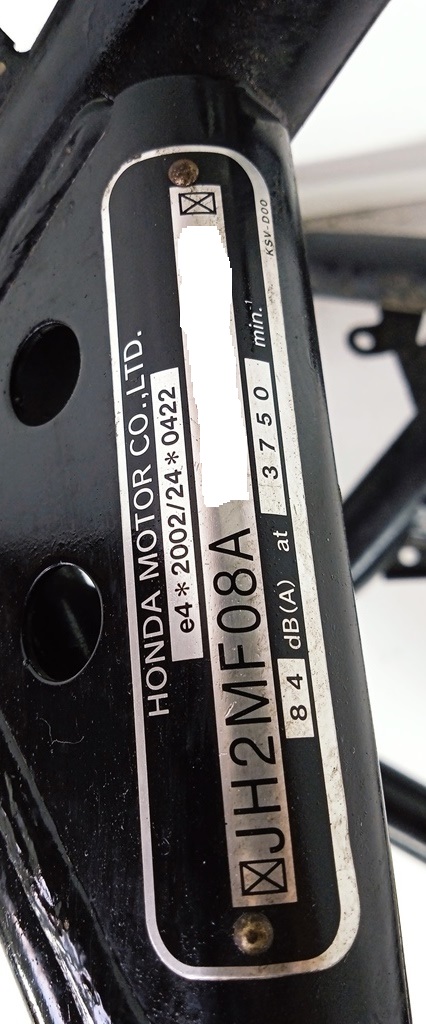 HONDA MOTOR CO.,LTD.
e4*2002/24*0422
JH2MF08A
84 dB(A) at 3750 min.⁻¹
KSV-D00